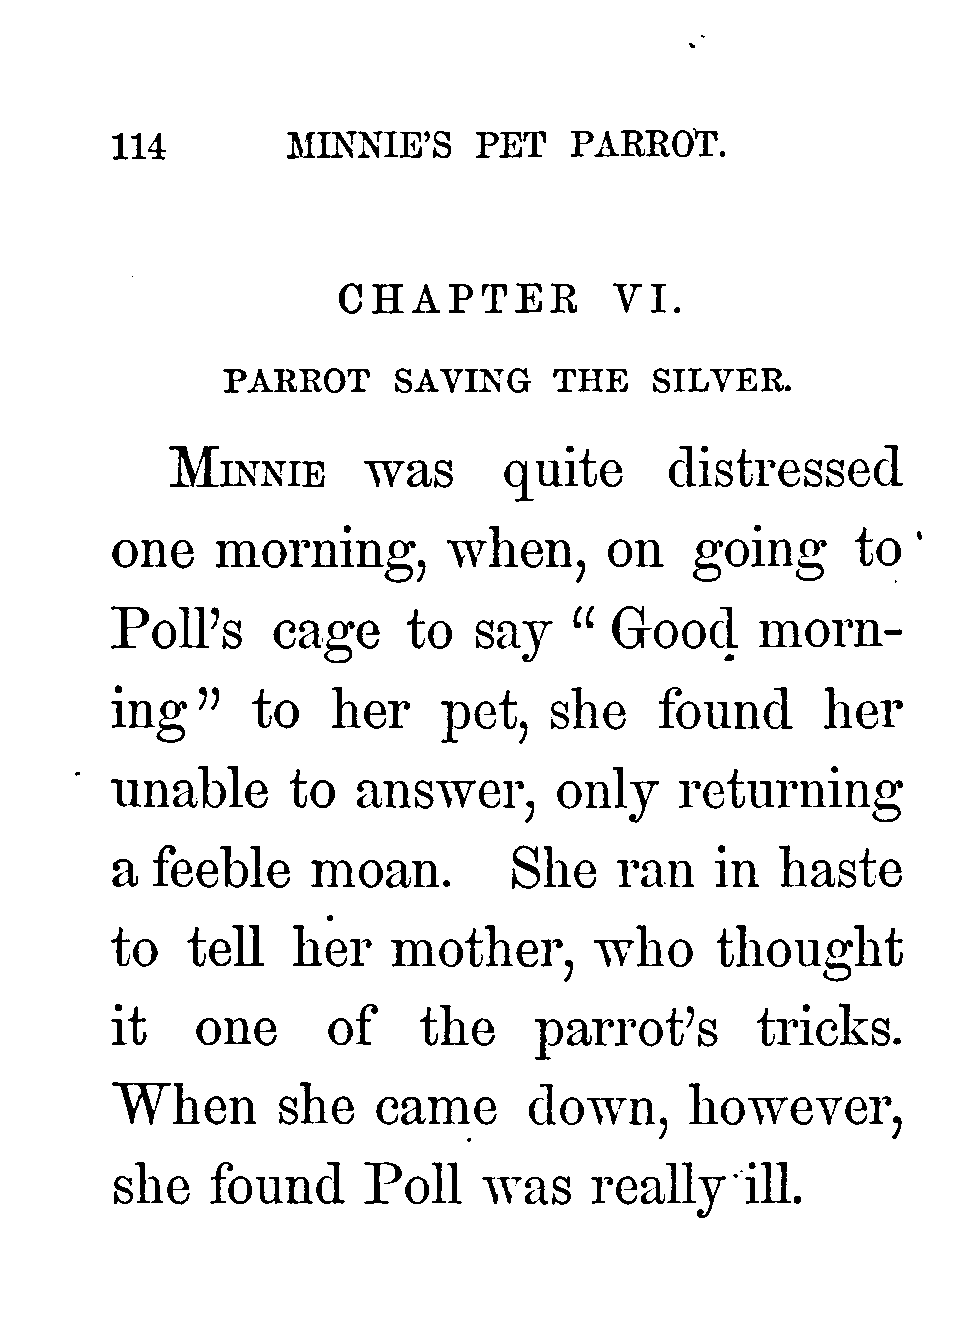 114 MINNIE'S PET PARROT.
CHAPTER VI.
PARROT SAVING THE SILVER.
MINNIE was quite distressed
one morning, when, on going to
Poll's cage to say "Good morn-
ing" to her pet, she found her
unable to answer, only returning
a feeble moan. She ran in haste
to tell her mother, who thought
it one of the parrot's tricks.
When she came down, however,
she found Poll was really ill.